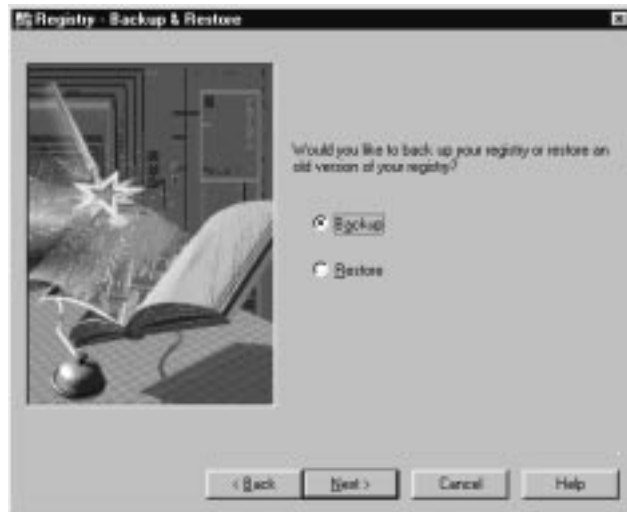 Registry - Backup & Restore
Would you like to back up your registry or restore an
old version of your registry?
Backup
Restore
< Back
Next >
Cancel
Help